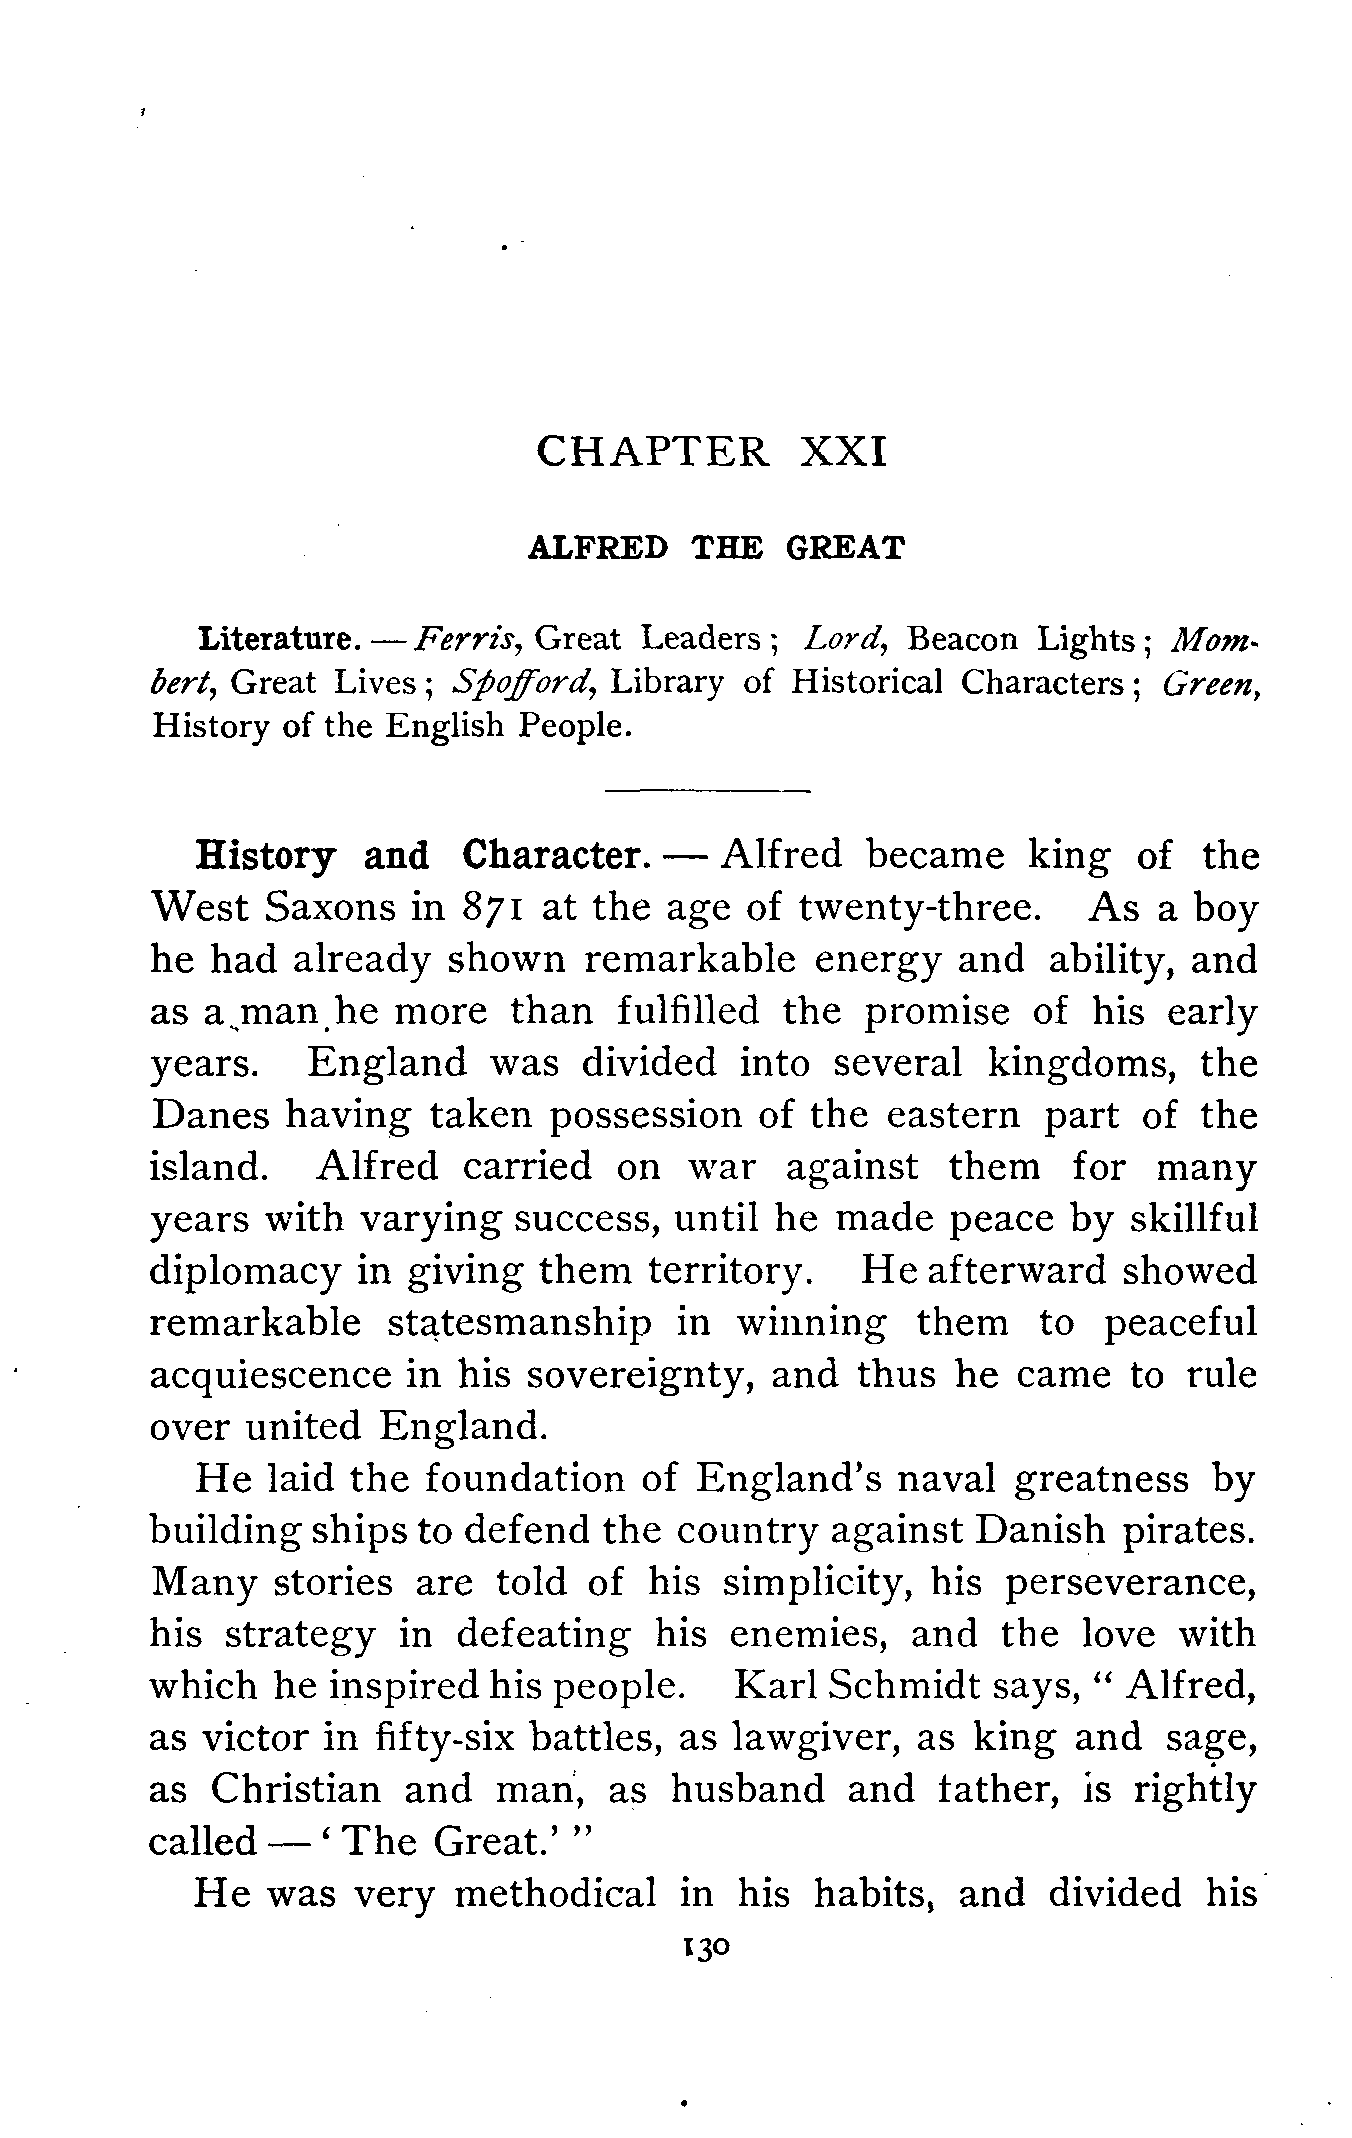 CHAPTER XXI
ALFRED THE GREAT
Literature. — Ferris, Great Leaders; Lord, Beacon Lights; Mom-
bert, Great Lives; Spofford, Library of Historical Characters; Green,
History of the English People.
History and Character. — Alfred became king of the
West Saxons in 871 at the age of twenty-three. As a boy
he had already shown remarkable energy and ability, and
as a man he more than fulfilled the promise of his early
years. England was divided into several kingdoms, the
Danes having taken possession of the eastern part of the
island. Alfred carried on war against them for many
years with varying success, until he made peace by skillful
diplomacy in giving them territory. He afterward showed
remarkable statesmanship in winning them to peaceful
acquiescence in his sovereignty, and thus he came to rule
over united England.
He laid the foundation of England's naval greatness by
building ships to defend the country against Danish pirates.
Many stories are told of his simplicity, his perseverance,
his strategy in defeating his enemies, and the love with
which he inspired his people. Karl Schmidt says, "Alfred,
as victor in fifty-six battles, as lawgiver, as king and sage,
as Christian and man, as husband and father, is rightly
called — 'The Great.'"
He was very methodical in his habits, and divided his
130